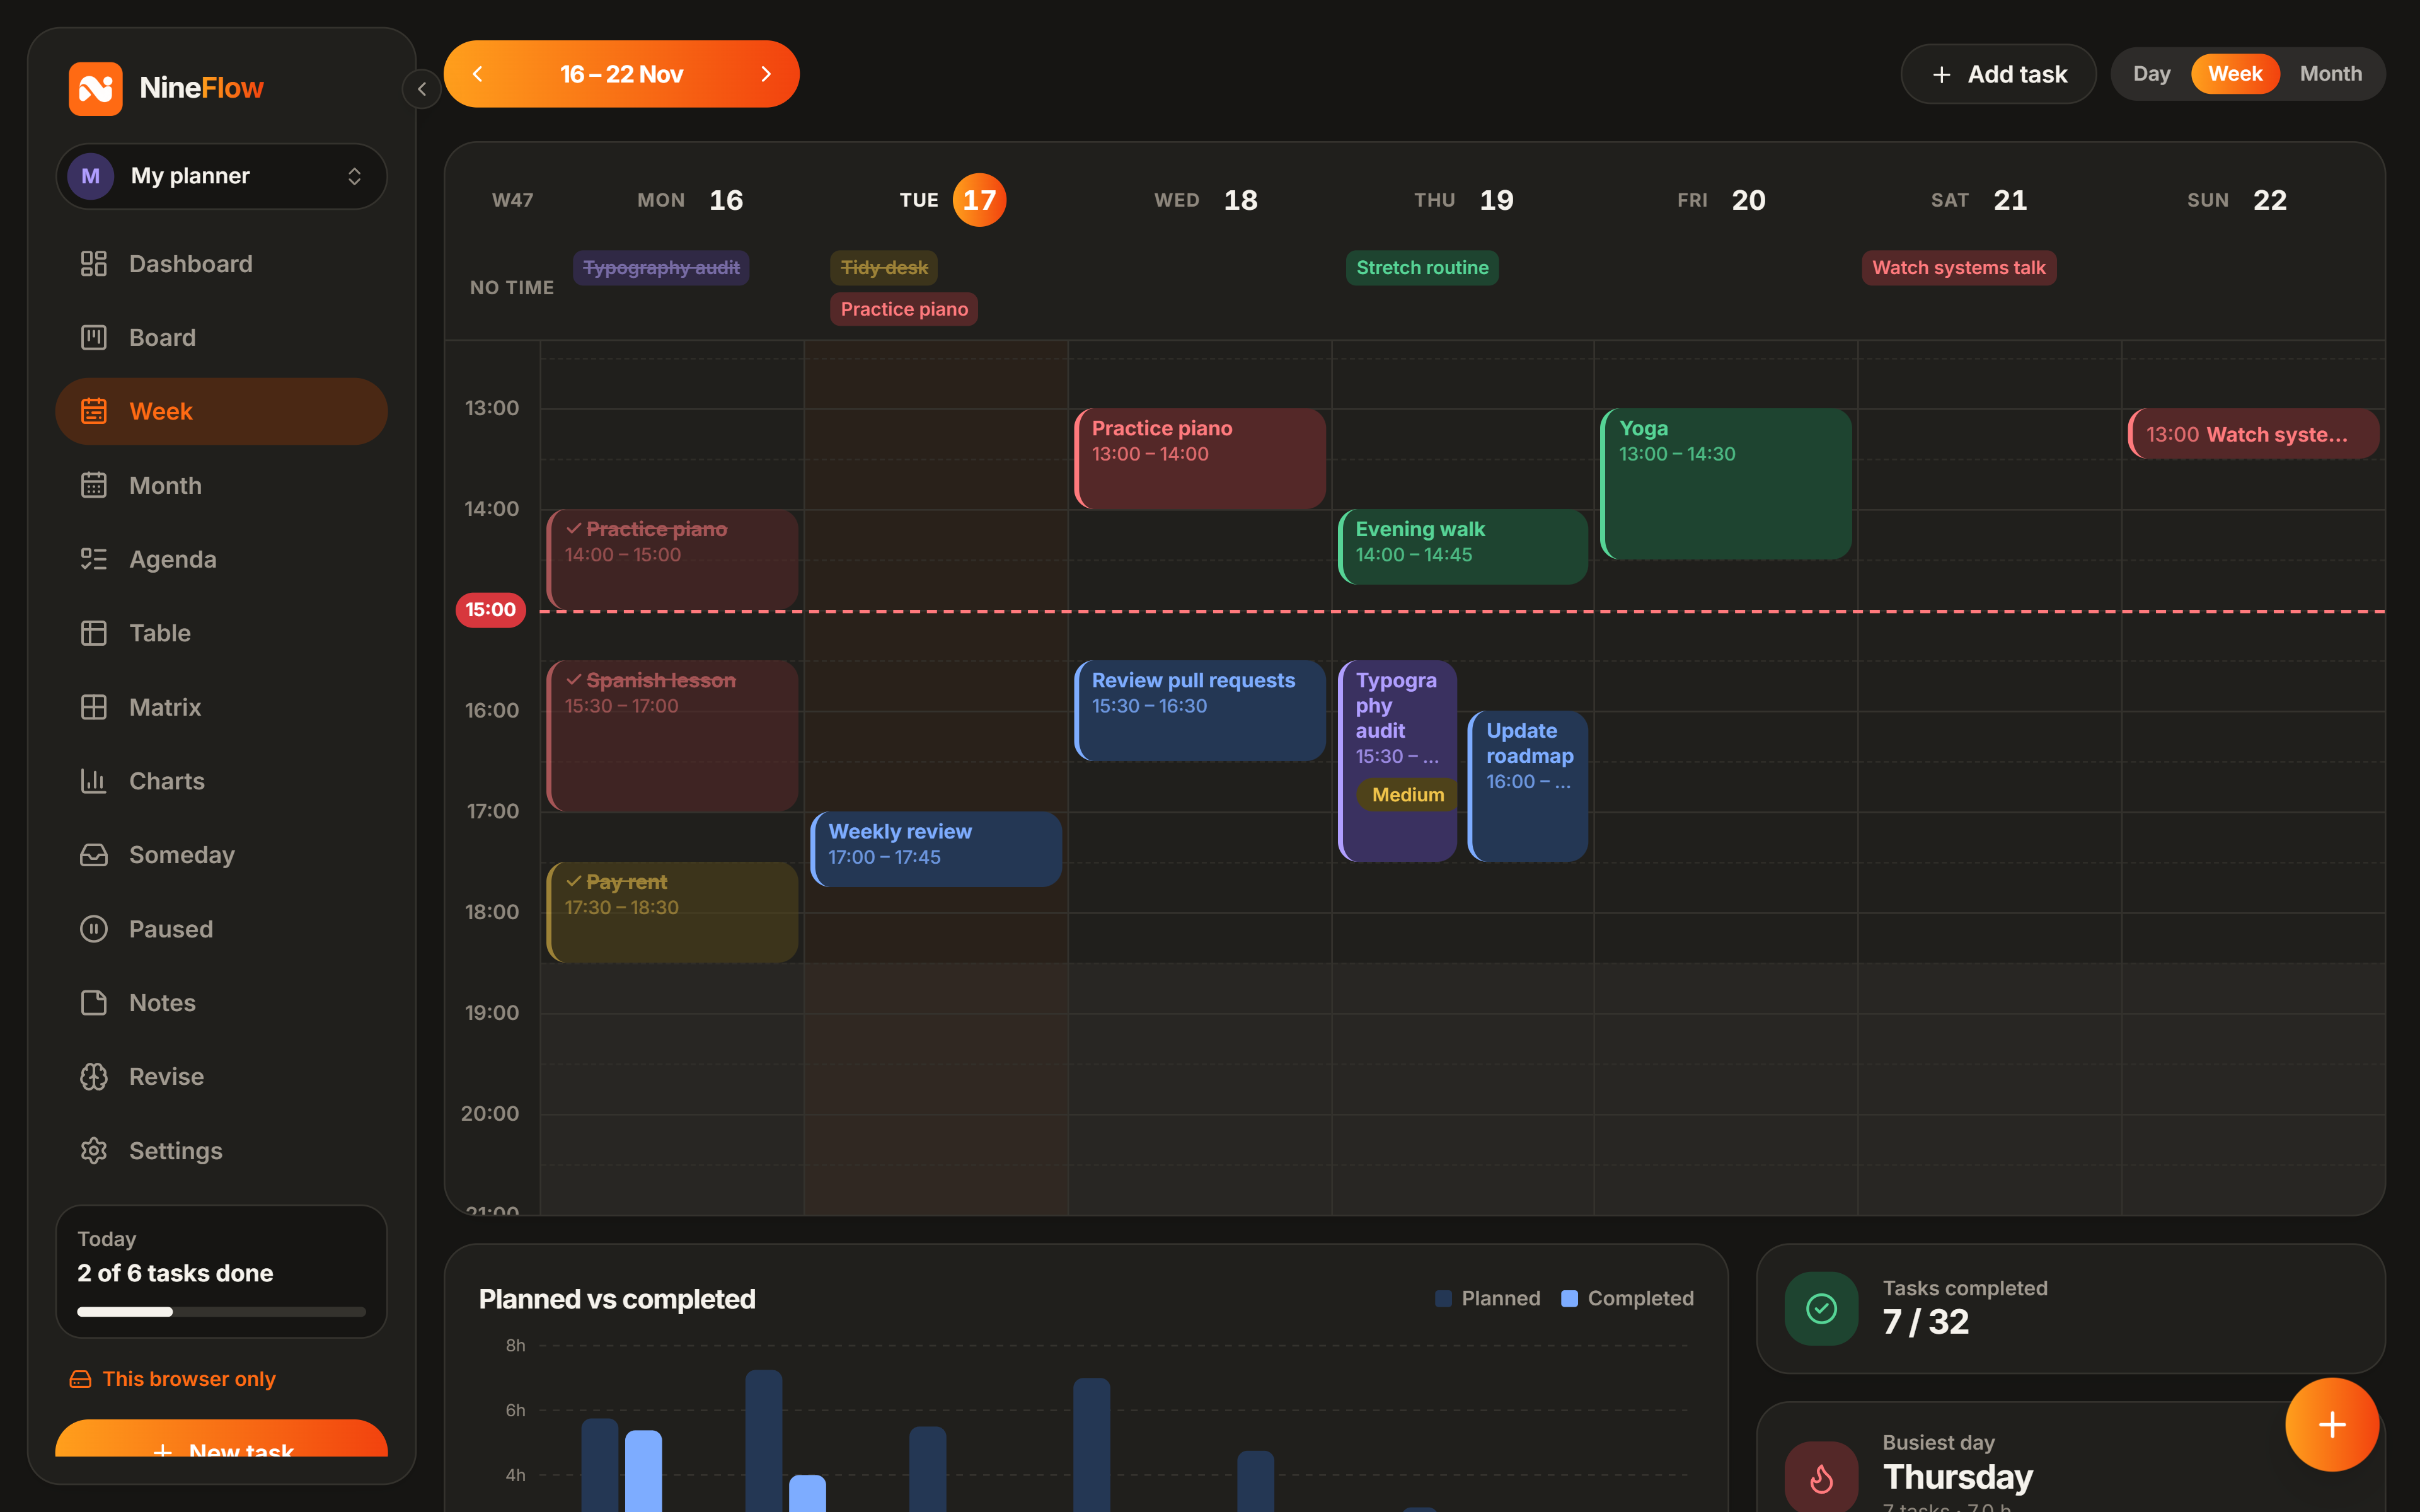 NineFlow
M My planner
Dashboard
Board
Week
Month
Agenda
Table
Matrix
Charts
Someday
Paused
Notes
Revise
Settings
Today
2 of 6 tasks done
This browser only
New task
16 – 22 Nov
Add task
Day Week Month
W47 MON 16 TUE 17 WED 18 THU 19 FRI 20 SAT 21 SUN 22
NO TIME
Typography audit
Tidy desk
Practice piano
Stretch routine
Watch systems talk
13:00
14:00
15:00
16:00
17:00
18:00
19:00
20:00
21:00
Practice piano
14:00 – 15:00
Spanish lesson
15:30 – 17:00
Pay rent
17:30 – 18:30
Weekly review
17:00 – 17:45
Practice piano
13:00 – 14:00
Review pull requests
15:30 – 16:30
Evening walk
14:00 – 14:45
Typogra
phy
audit
15:30 – ...
Medium
Update
roadmap
16:00 – ...
Yoga
13:00 – 14:30
13:00 Watch syste...
Planned vs completed
Planned Completed
8h
6h
4h
Tasks completed
7 / 32
Busiest day
Thursday
7 tasks · 7.0 h